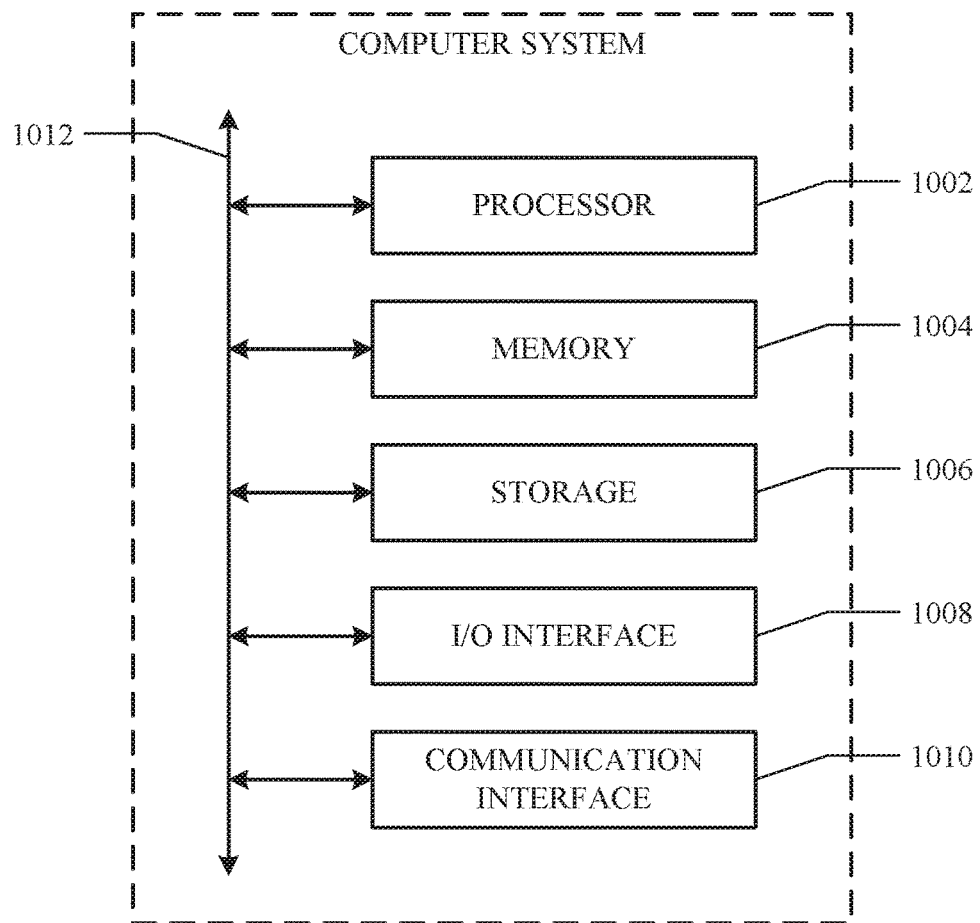 COMPUTER SYSTEM
1012
PROCESSOR
1002
MEMORY
1004
STORAGE
1006
I/O INTERFACE
1008
COMMUNICATION
INTERFACE
1010